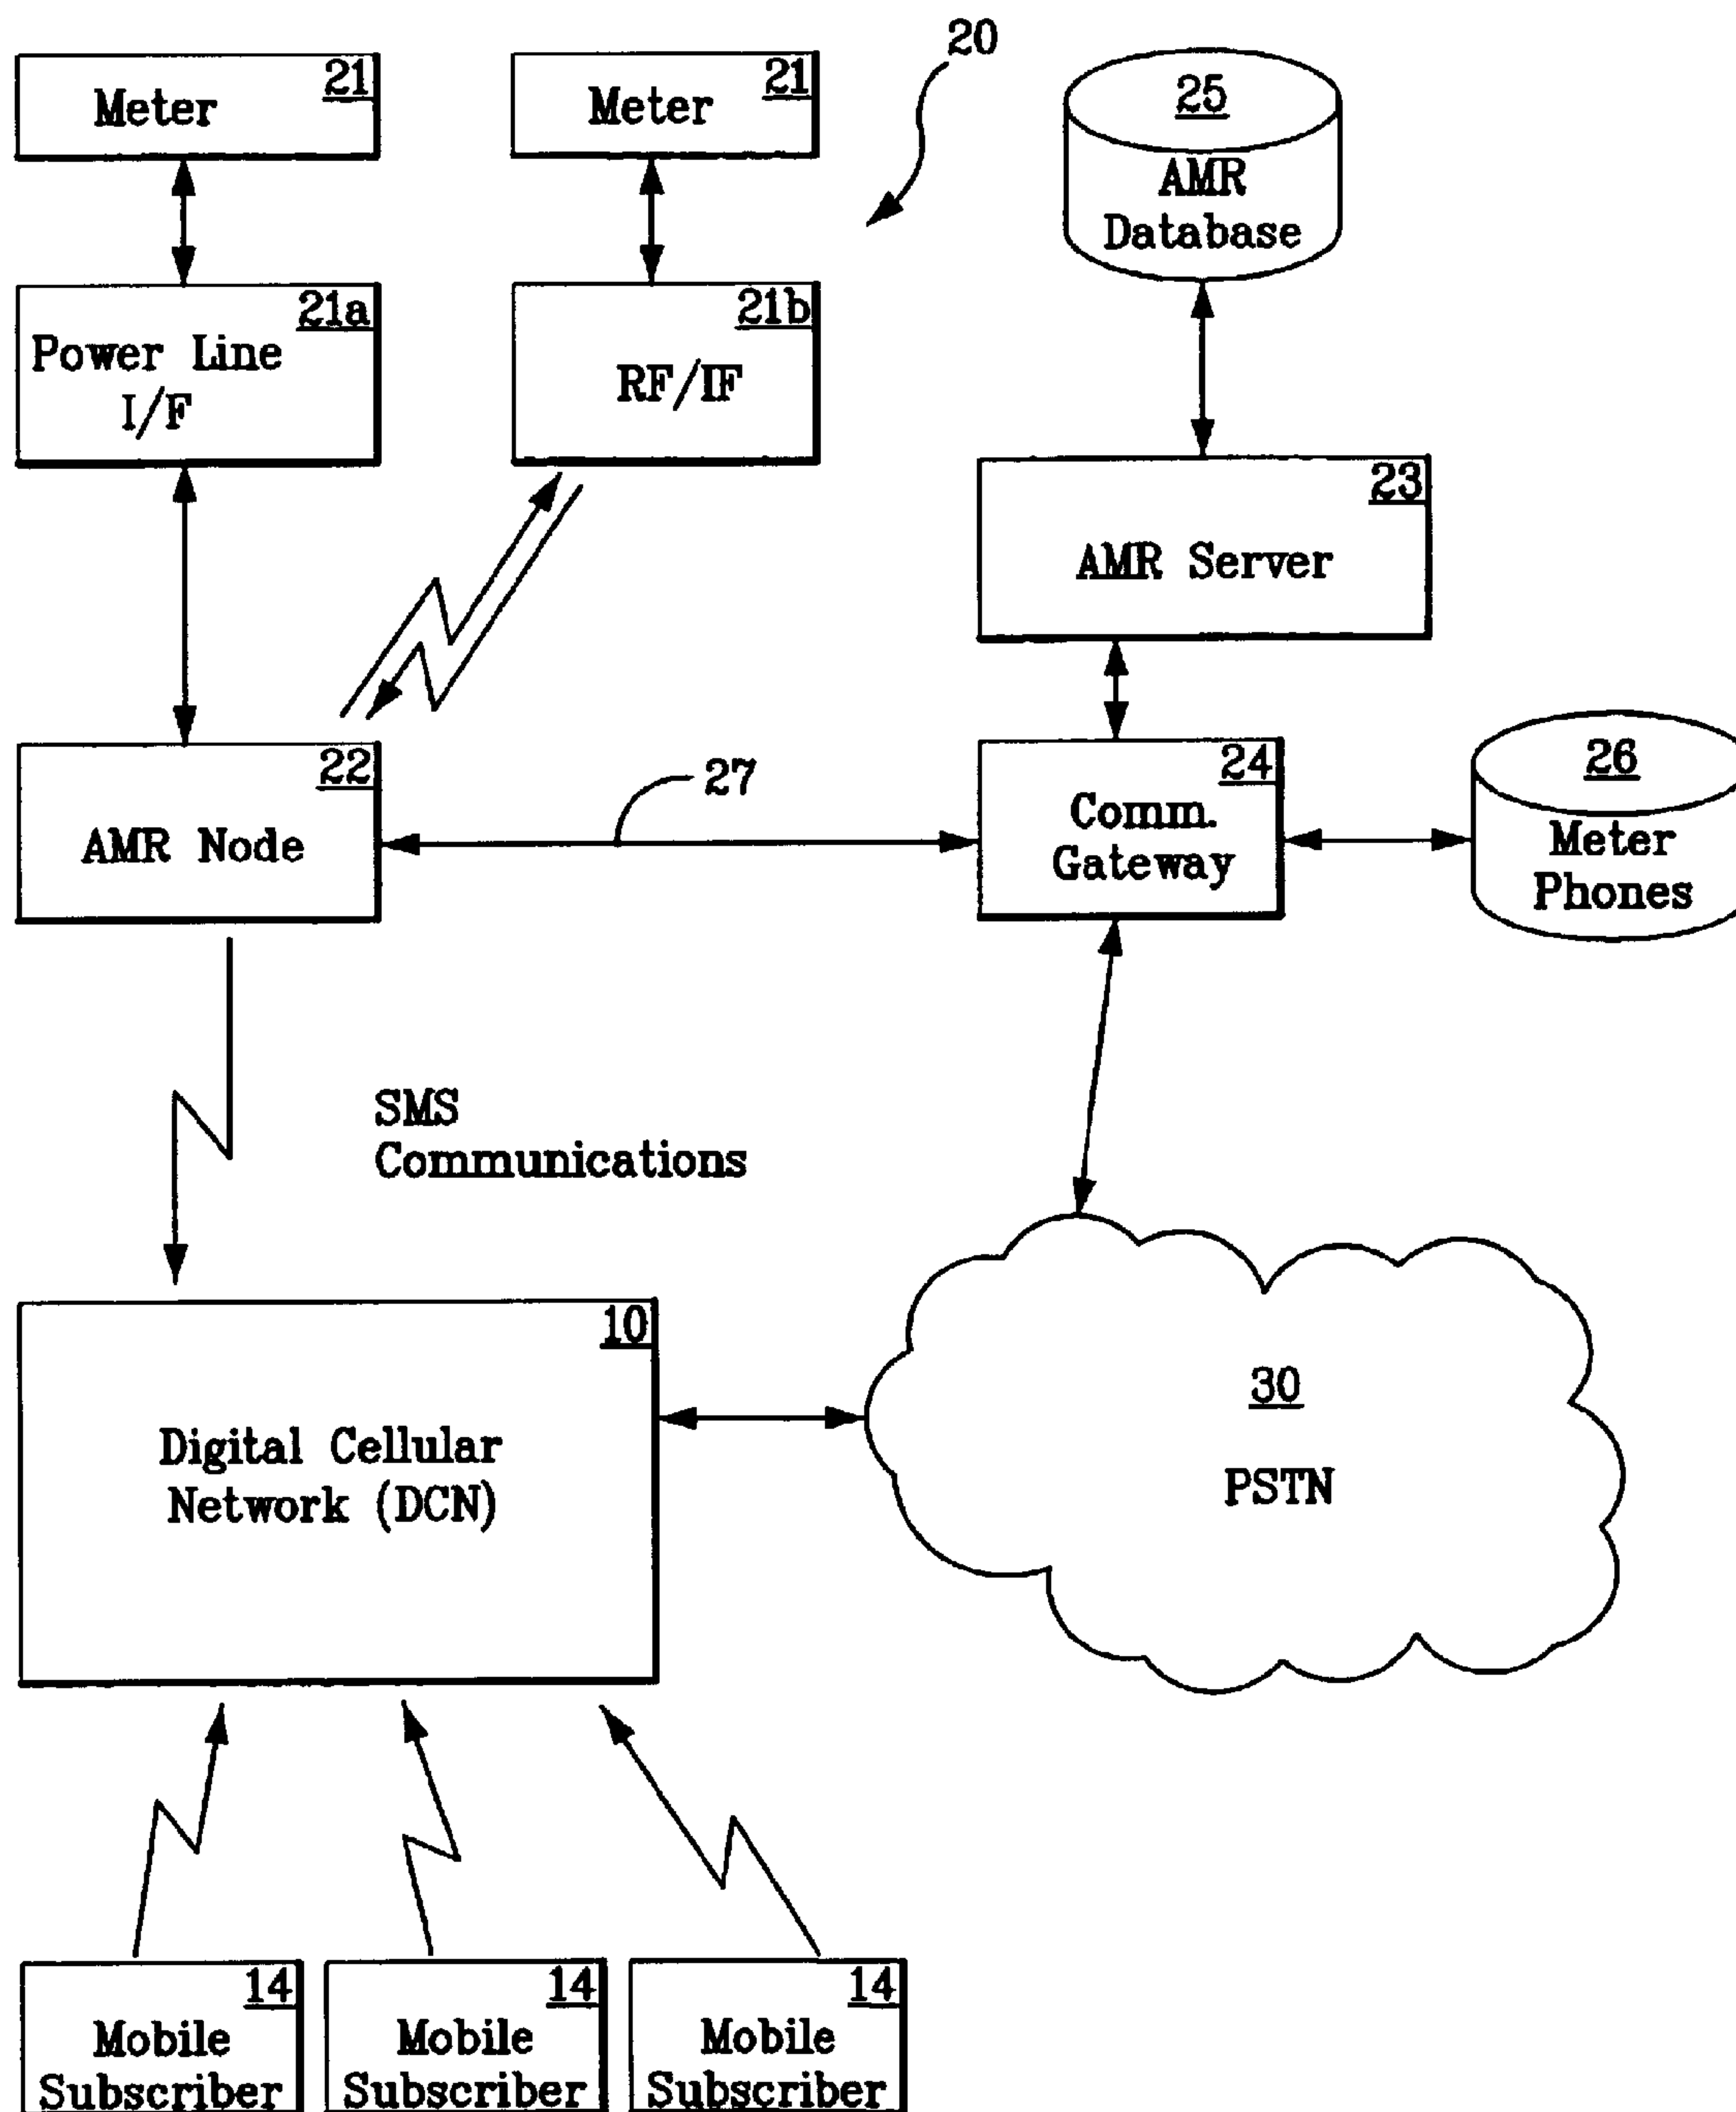 20
21
Meter
21
Meter
25
AMR
Database
21a
Power Line
I/F
21b
RF/IF
23
AMR Server
22
AMR Node
27
24
Comm.
Gateway
26
Meter
Phones
SMS
Communications
10
Digital Cellular
Network (DCN)
30
PSTN
14
Mobile
Subscriber
14
Mobile
Subscriber
14
Mobile
Subscriber